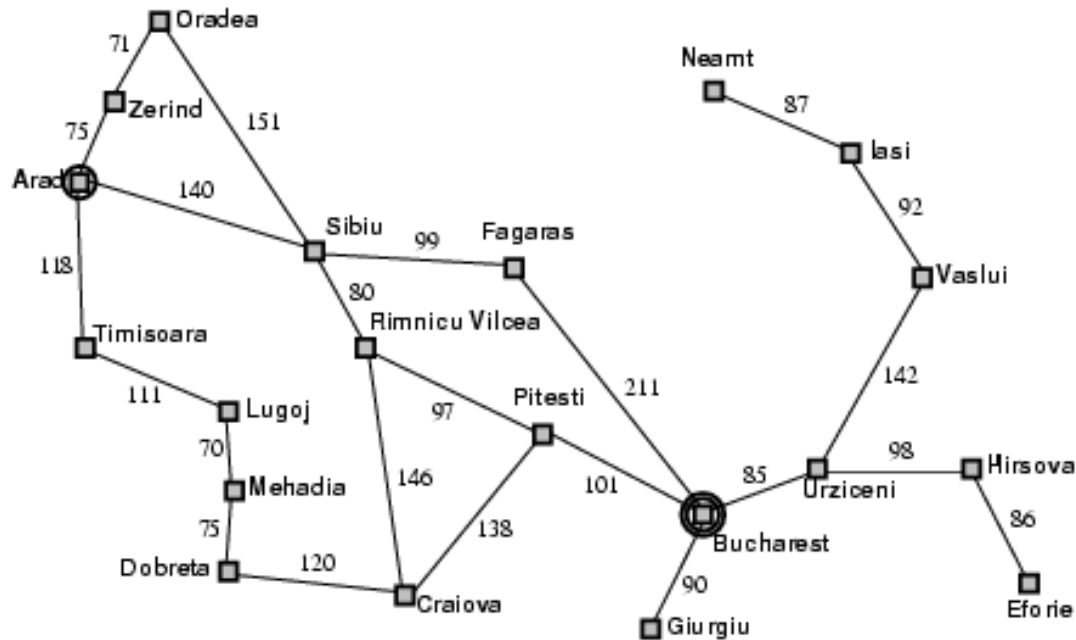 Oradea
71
Neamt
Zerind
87
75
151
Iasi
Arad
140
92
Sibiu
Fagaras
99
118
Vaslui
80
Timisoara
Rimnicu Vilcea
142
111
Pitesti
211
Lugoj
97
70
98
Hirsova
85
Urziceni
146
101
Mehadia
86
75
138
Bucharest
120
Dobreta
90
Craiova
Eforie
Giurgiu